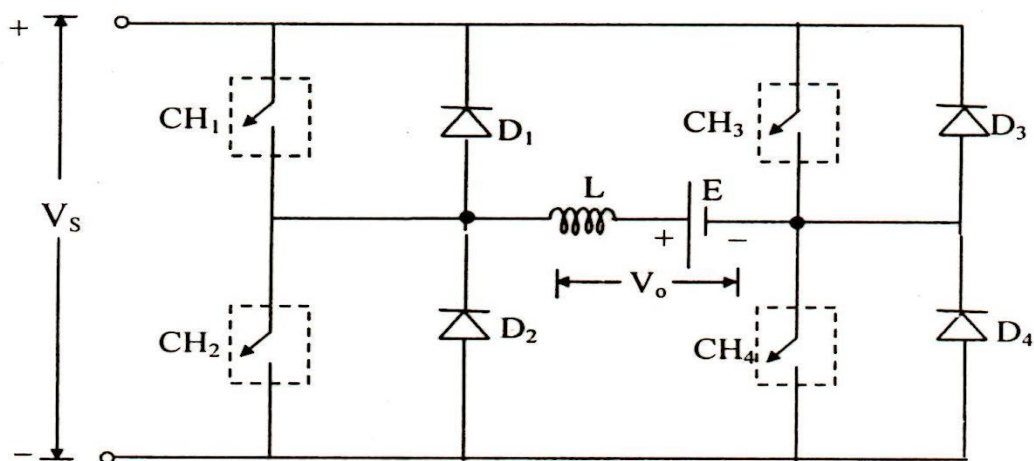 +
CH₁
D₁
CH₃
D₃
L
E
Vₛ
+
−
Vₒ
CH₂
D₂
CH₄
D₄
−